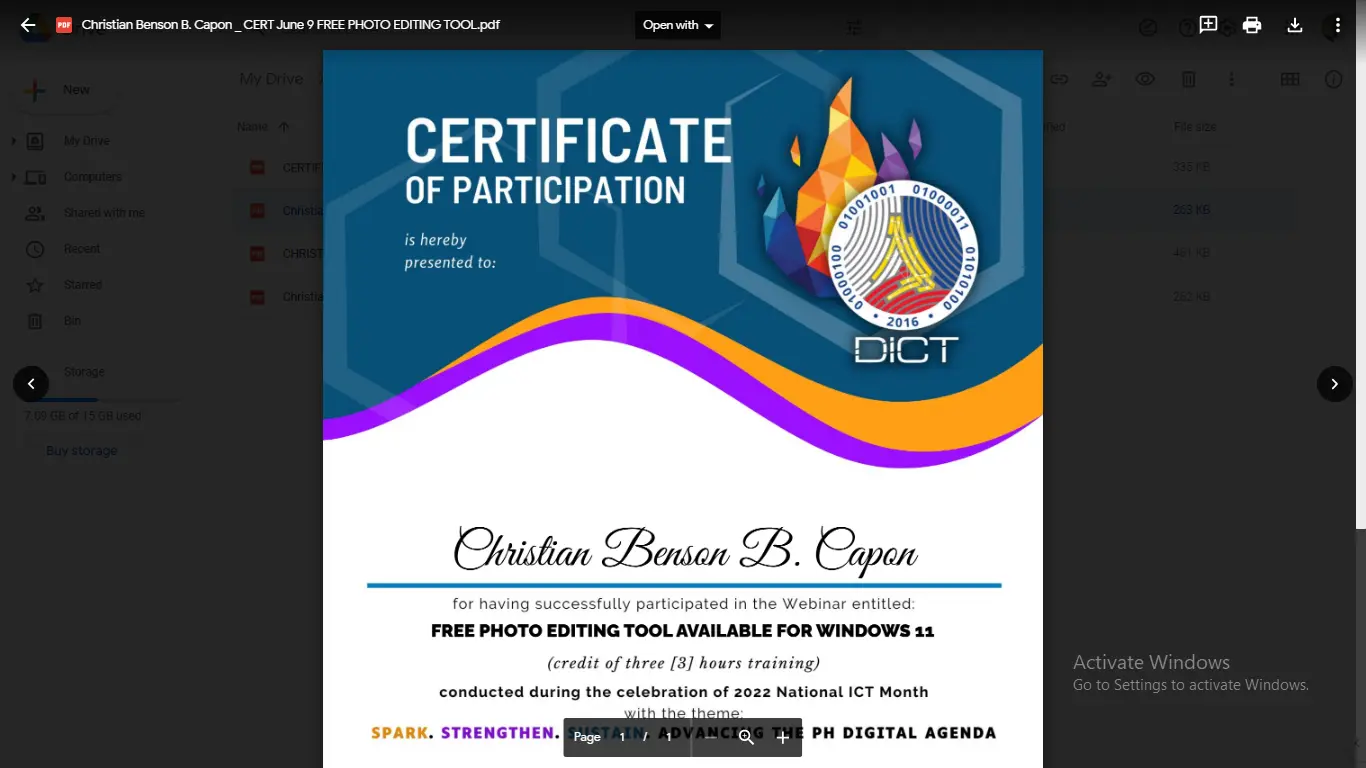 Christian Benson B. Capon _ CERT June 9 FREE PHOTO EDITING TOOL.pdf
Open with
My Drive
New
Name
File size
My Drive
CERTIF
335 KB
Computers
Shared with me
Christia
263 KB
Recent
CHRIST
461 KB
Starred
Christia
262 KB
Bin
Storage
7.09 GB of 15 GB used
Buy storage
CERTIFICATE
OF PARTICIPATION
is hereby
presented to:
01000100 01001001 01000011 01010100
• 2016 •
DICT
Christian Benson B. Capon
for having successfully participated in the Webinar entitled:
FREE PHOTO EDITING TOOL AVAILABLE FOR WINDOWS 11
(credit of three [3] hours training)
conducted during the celebration of 2022 National ICT Month
with the theme:
SPARK. STRENGTHEN. SUSTAIN. ADVANCING THE PH DIGITAL AGENDA
Page 1 / 1
Activate Windows
Go to Settings to activate Windows.